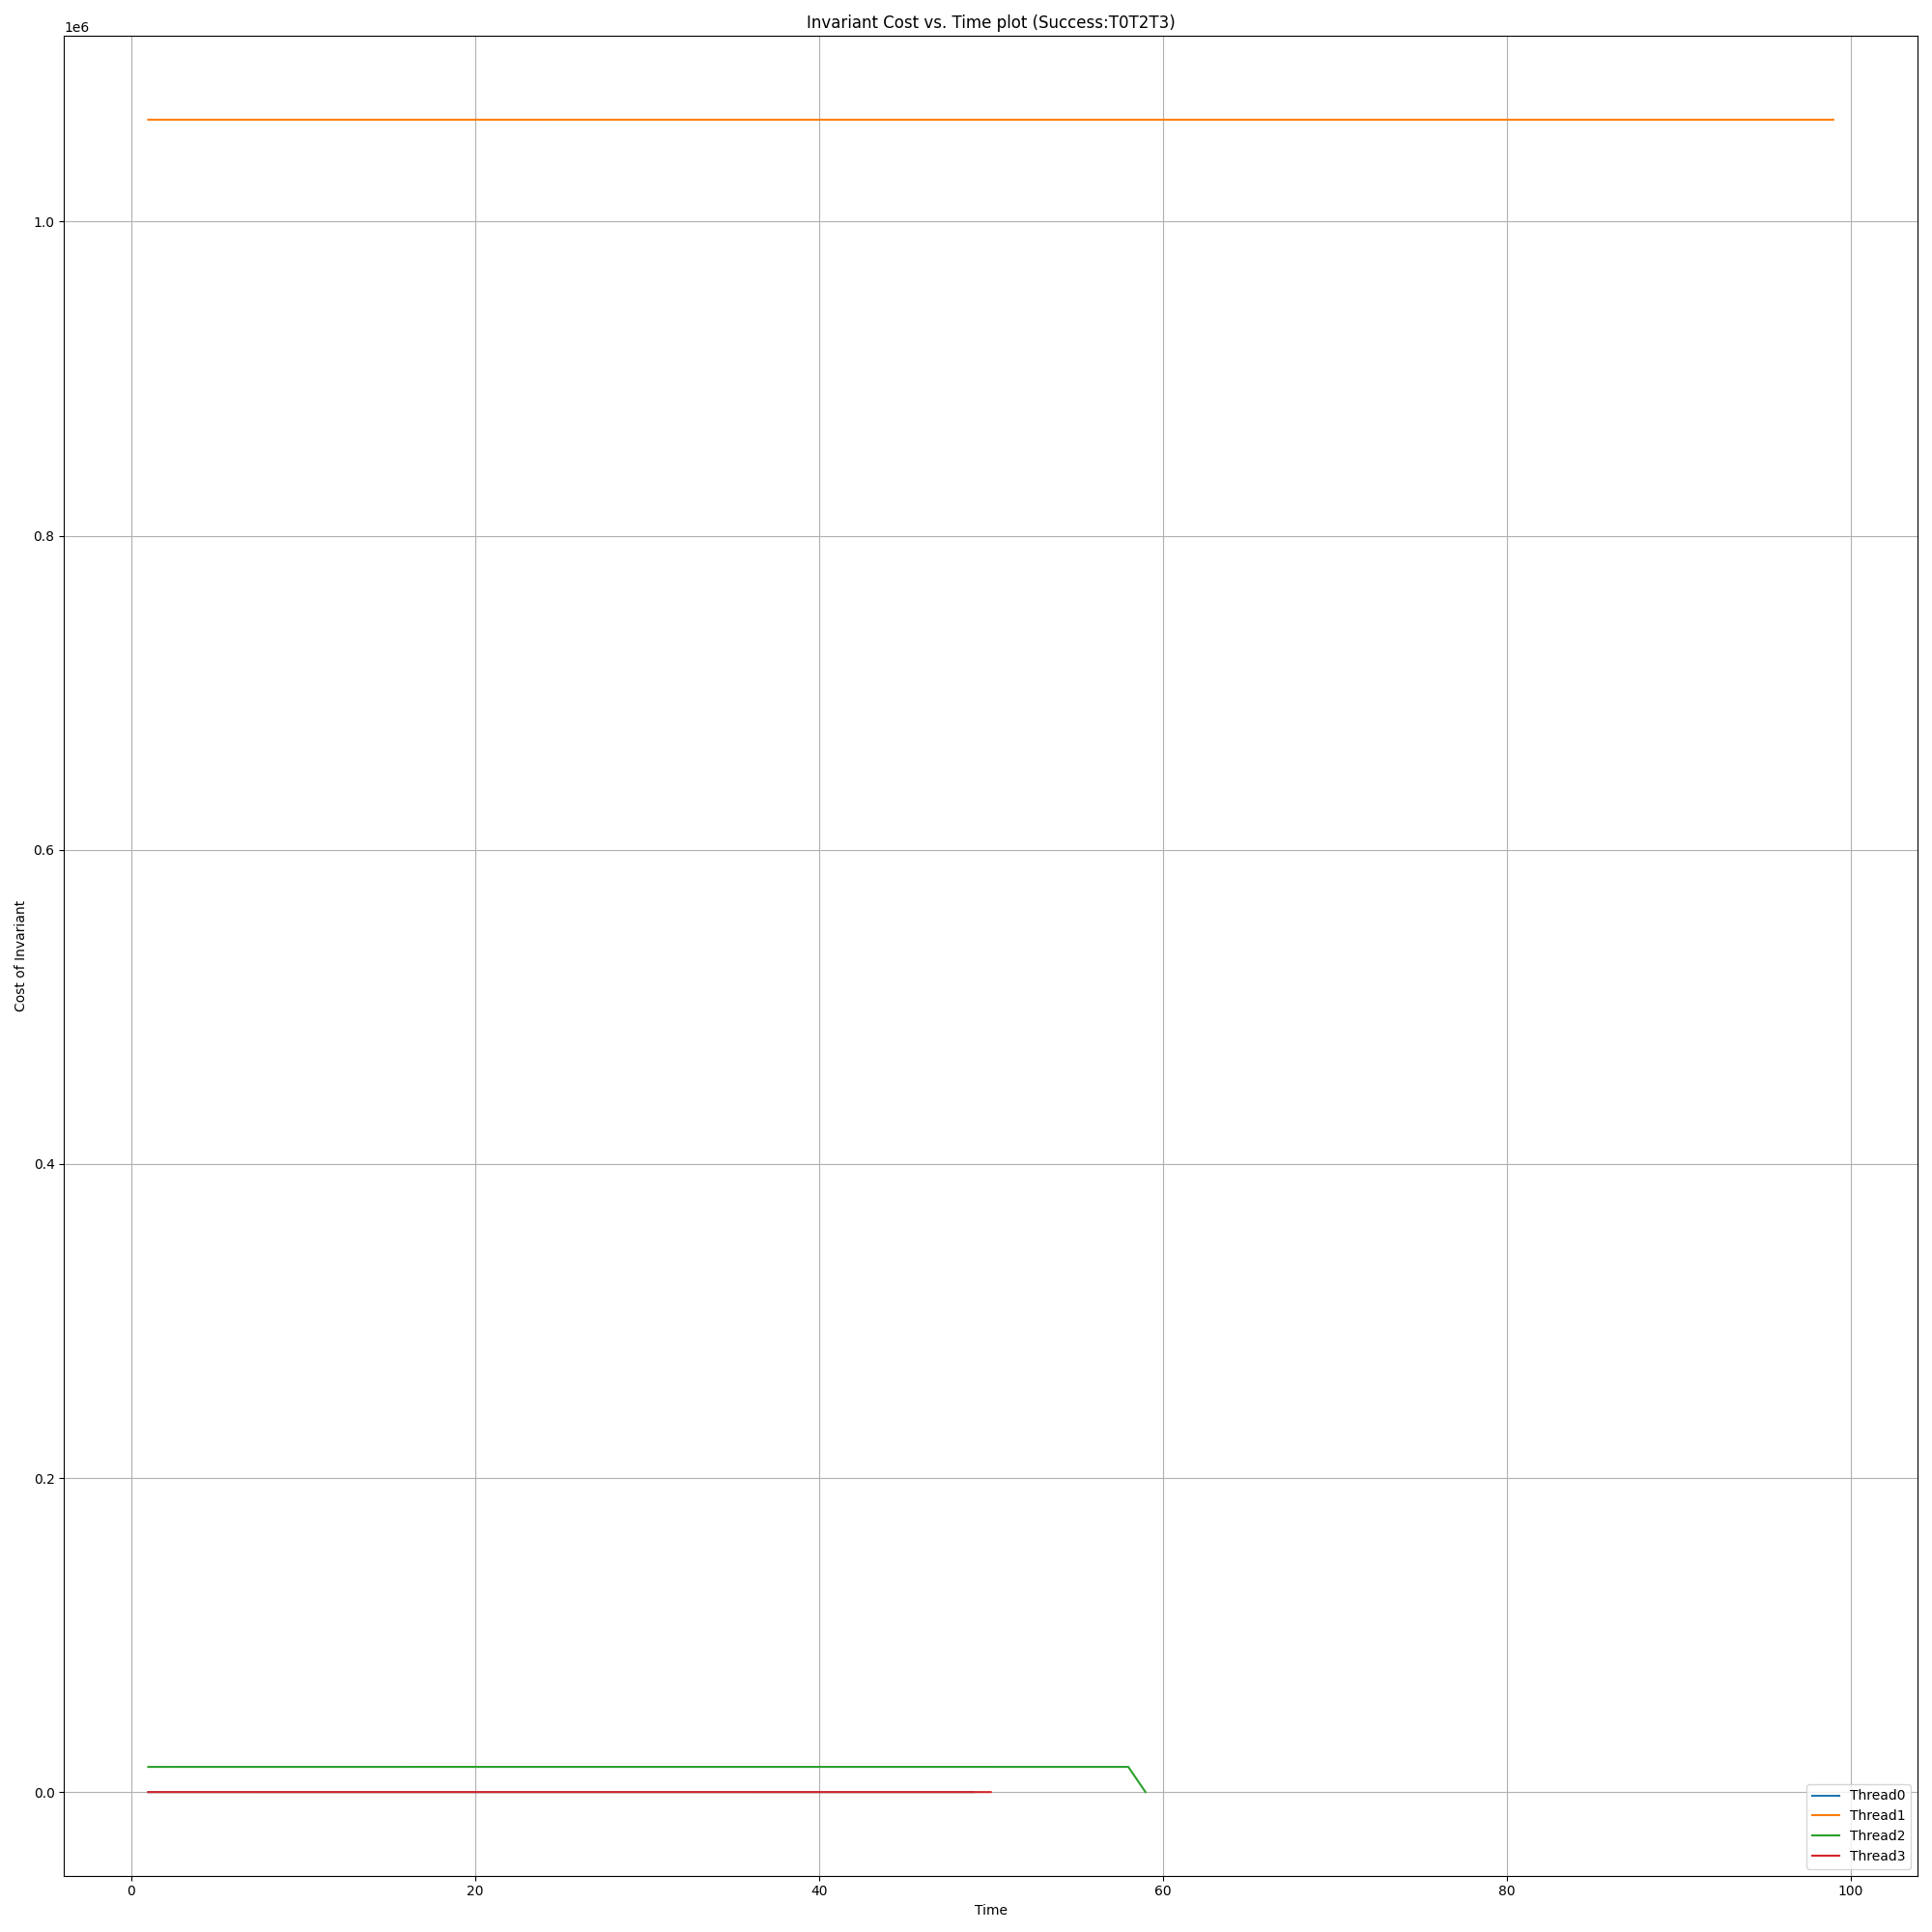 Invariant Cost vs. Time plot (Success:T0T2T3)
1e6
1.0
0.8
0.6
0.4
0.2
0.0
Cost of Invariant
0 20 40 60 80 100
Time
Thread0
Thread1
Thread2
Thread3